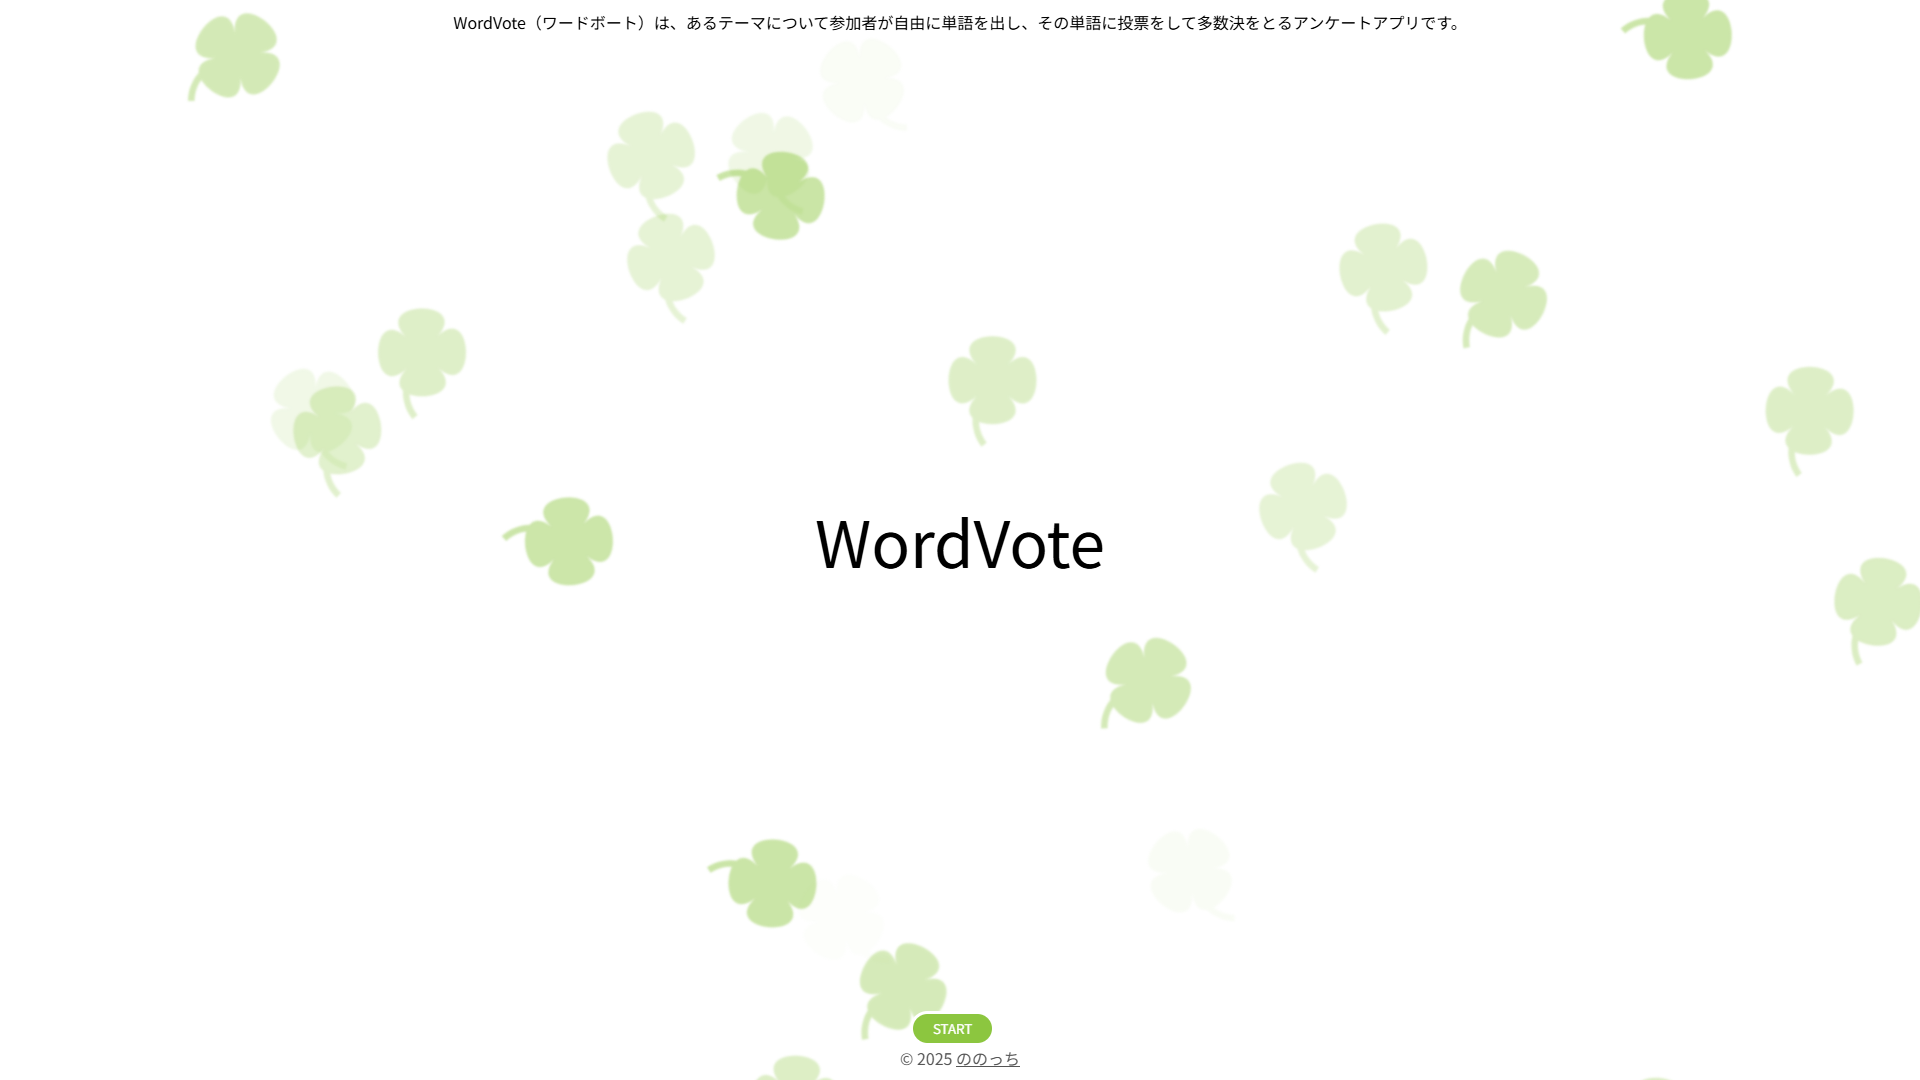 WordVote（ワードボート）は、あるテーマについて参加者が自由に単語を出し、その単語に投票をして多数決をとるアンケートアプリです。
WordVote
START
© 2025 ののっち